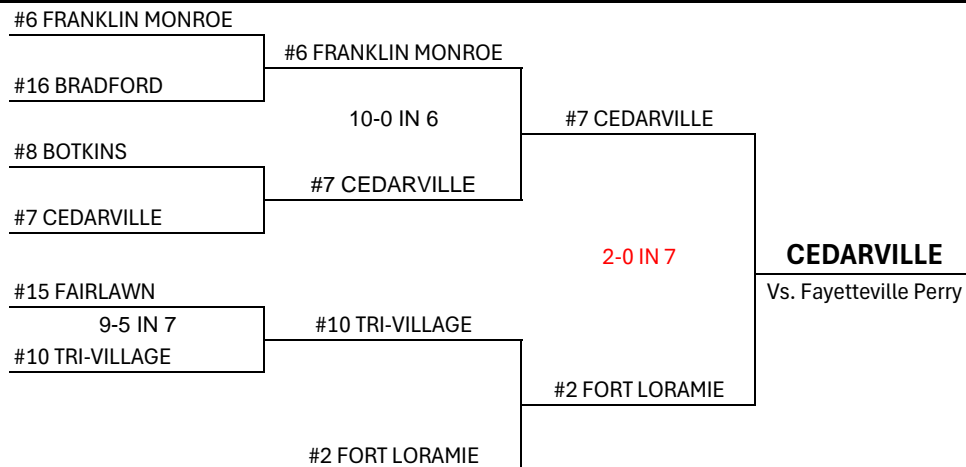 #6 FRANKLIN MONROE
#6 FRANKLIN MONROE
#16 BRADFORD
10-0 IN 6
#7 CEDARVILLE
#8 BOTKINS
#7 CEDARVILLE
#7 CEDARVILLE
2-0 IN 7
CEDARVILLE
Vs. Fayetteville Perry
#15 FAIRLAWN
9-5 IN 7
#10 TRI-VILLAGE
#10 TRI-VILLAGE
#2 FORT LORAMIE
#2 FORT LORAMIE